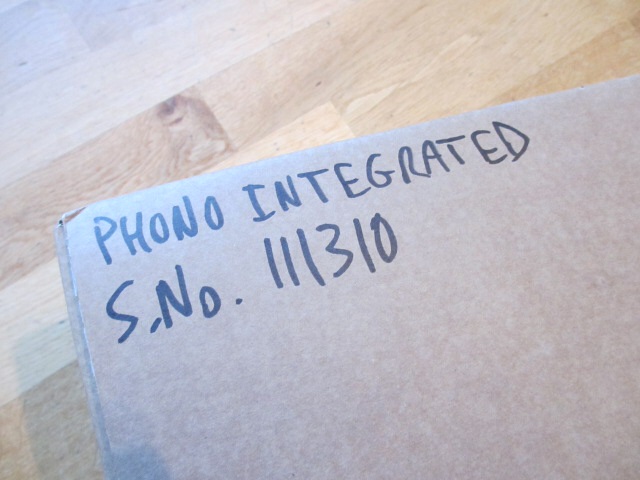 PHONO INTEGRATED
S.No. 111310